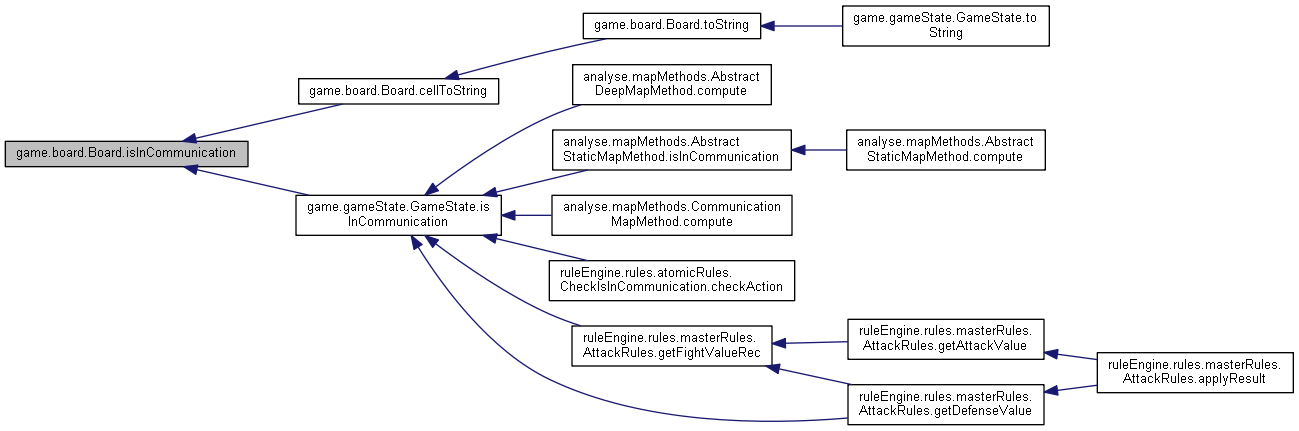 game.board.Board.toString
game.gameState.GameState.to
String
game.board.Board.cellToString
analyse.mapMethods.Abstract
DeepMapMethod.compute
game.board.Board.isInCommunication
analyse.mapMethods.Abstract
StaticMapMethod.isInCommunication
analyse.mapMethods.Abstract
StaticMapMethod.compute
game.gameState.GameState.is
InCommunication
analyse.mapMethods.Communication
MapMethod.compute
ruleEngine.rules.atomicRules.
CheckIsInCommunication.checkAction
ruleEngine.rules.masterRules.
AttackRules.getFightValueRec
ruleEngine.rules.masterRules.
AttackRules.getAttackValue
ruleEngine.rules.masterRules.
AttackRules.applyResult
ruleEngine.rules.masterRules.
AttackRules.getDefenseValue